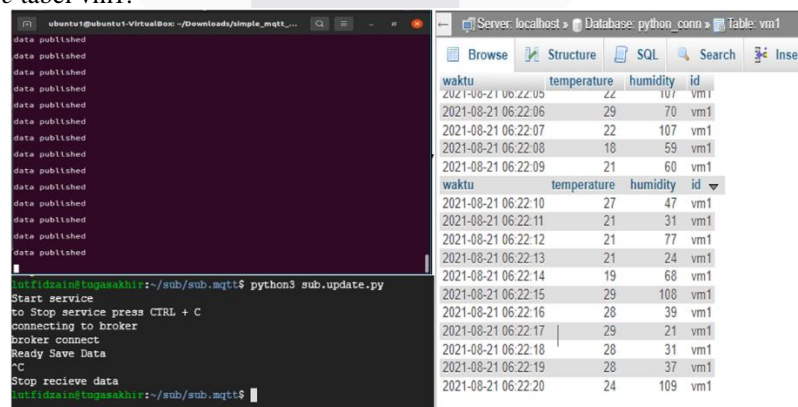 ke tabel vm1.
ubuntu1@ubuntu1-VirtualBox: ~/Downloads/simple_mqtt_...
data published
data published
data published
data published
data published
data published
data published
data published
data published
data published
data published
data published
data published
data published
lutfidzain@tugasakhir:~/sub/sub.mqtt$ python3 sub.update.py
Start service
to Stop service press CTRL + C
connecting to broker
broker connect
Ready Save Data
^C
Stop recieve data
lutfidzain@tugasakhir:~/sub/sub.mqtt$
Server: localhost » Database: python_conn » Table: vm1
Browse Structure SQL Search Inse
waktu temperature humidity id
2021-08-21 06:22:05 22 107 vm1
2021-08-21 06:22:06 29 70 vm1
2021-08-21 06:22:07 22 107 vm1
2021-08-21 06:22:08 18 59 vm1
2021-08-21 06:22:09 21 60 vm1
waktu temperature humidity id
2021-08-21 06:22:10 27 47 vm1
2021-08-21 06:22:11 21 31 vm1
2021-08-21 06:22:12 21 77 vm1
2021-08-21 06:22:13 21 24 vm1
2021-08-21 06:22:14 19 68 vm1
2021-08-21 06:22:15 29 108 vm1
2021-08-21 06:22:16 28 39 vm1
2021-08-21 06:22:17 29 21 vm1
2021-08-21 06:22:18 28 31 vm1
2021-08-21 06:22:19 28 37 vm1
2021-08-21 06:22:20 24 109 vm1